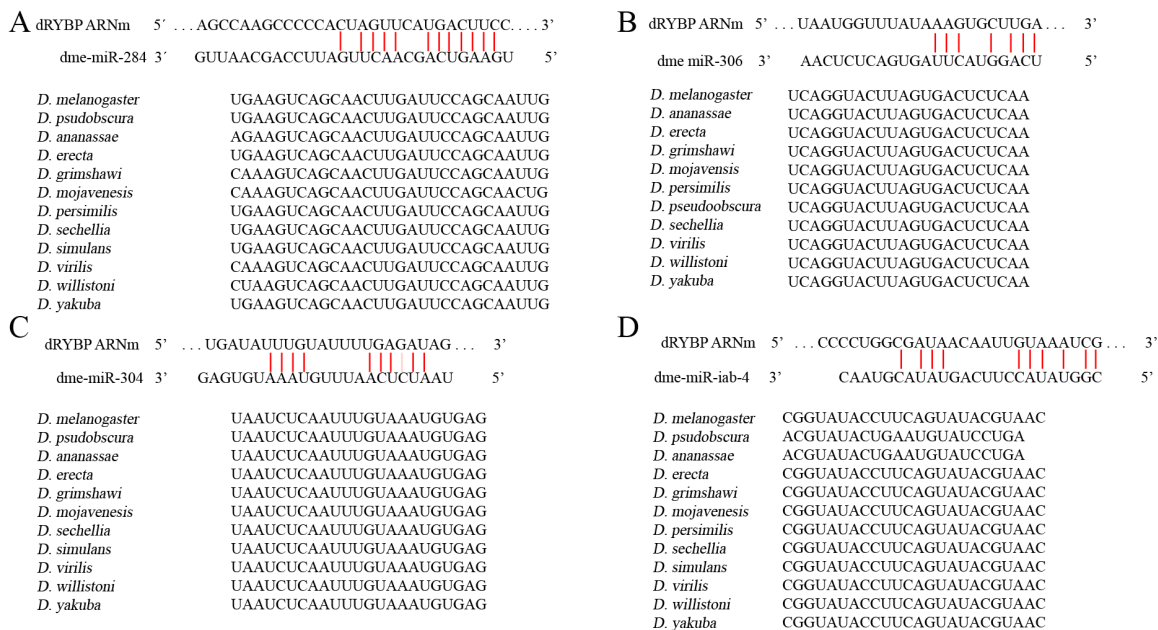 A
dRYBP ARNm 5´ . . . AGCCAAGCCCCCACUAGUUCAUGACUUCC. . . . 3’
dme-miR-284 3’ GUUAACGACCUUAGUUCAACGACUGAAGU 5’
D. melanogaster UGAAGUCAGCAACUUGAUUCCAGCAAUUG
D. psudobscura UGAAGUCAGCAACUUGAUUCCAGCAAUUG
D. ananassae AGAAGUCAGCAACUUGAUUCCAGCAAUUG
D. erecta UGAAGUCAGCAACUUGAUUCCAGCAAUUG
D. grimshawi CAAAGUCAGCAACUUGAUUCCAGCAAUUG
D. mojavenesis CAAAGUCAGCAACUUGAUUCCAGCAACUG
D. persimilis UGAAGUCAGCAACUUGAUUCCAGCAAUUG
D. sechellia UGAAGUCAGCAACUUGAUUCCAGCAAUUG
D. simulans UGAAGUCAGCAACUUGAUUCCAGCAAUUG
D. virilis CAAAGUCAGCAACUUGAUUCCAGCAAUUG
D. willistoni CUAAGUCAGCAACUUGAUUCCAGCAAUUG
D. yakuba UGAAGUCAGCAACUUGAUUCCAGCAAUUG
B
dRYBP ARNm 5’ . . . UAAUGGUUUAUAAAGUGCUUGA . . . 3’
dme miR-306 3’ AACUCUCAGUGAUUCAUGGACU 5’
D. melanogaster UCAGGUACUUAGUGACUCUCAA
D. ananassae UCAGGUACUUAGUGACUCUCAA
D. erecta UCAGGUACUUAGUGACUCUCAA
D. grimshawi UCAGGUACUUAGUGACUCUCAA
D. mojavensis UCAGGUACUUAGUGACUCUCAA
D. persimilis UCAGGUACUUAGUGACUCUCAA
D. pseudoobscura UCAGGUACUUAGUGACUCUCAA
D. sechellia UCAGGUACUUAGUGACUCUCAA
D. virilis UCAGGUACUUAGUGACUCUCAA
D. willistoni UCAGGUACUUAGUGACUCUCAA
D. yakuba UCAGGUACUUAGUGACUCUCAA
C
dRYBP ARNm 5’ . . . UGAUAUUUUGUAUUUUGAGAUAG . . . 3’
dme-miR-304 3’ GAGUGUAAAUGUUUAACUCUAAU 5’
D. melanogaster UAAUCUCAAUUUGUAAAUGUGAG
D. psudobscura UAAUCUCAAUUUGUAAAUGUGAG
D. ananassae UAAUCUCAAUUUGUAAAUGUGAG
D. erecta UAAUCUCAAUUUGUAAAUGUGAG
D. grimshawi UAAUCUCAAUUUGUAAAUGUGAG
D. mojavenesis UAAUCUCAAUUUGUAAAUGUGAG
D. sechellia UAAUCUCAAUUUGUAAAUGUGAG
D. simulans UAAUCUCAAUUUGUAAAUGUGAG
D. virilis UAAUCUCAAUUUGUAAAUGUGAG
D. willistoni UAAUCUCAAUUUGUAAAUGUGAG
D. yakuba UAAUCUCAAUUUGUAAAUGUGAG
D
dRYBP ARNm 5’ . . . CCCCUGGCGAUAACAAUUGUAAAUCG . . . 3’
dme-miR-iab-4 3’ CAAUGCAUAUGACUUCCAUAUGGC 5’
D. melanogaster CGGUAUACCUUCAGUAUACGUAAC
D. psudobscura ACGUAUACUGAAUGUAUCCUGA
D. ananassae ACGUAUACUGAAUGUAUCCUGA
D. erecta CGGUAUACCUUCAGUAUACGUAAC
D. grimshawi CGGUAUACCUUCAGUAUACGUAAC
D. mojavenesis CGGUAUACCUUCAGUAUACGUAAC
D. persimilis CGGUAUACCUUCAGUAUACGUAAC
D. sechellia CGGUAUACCUUCAGUAUACGUAAC
D. simulans CGGUAUACCUUCAGUAUACGUAAC
D. virilis CGGUAUACCUUCAGUAUACGUAAC
D. willistoni CGGUAUACCUUCAGUAUACGUAAC
D. yakuba CGGUAUACCUUCAGUAUACGUAAC